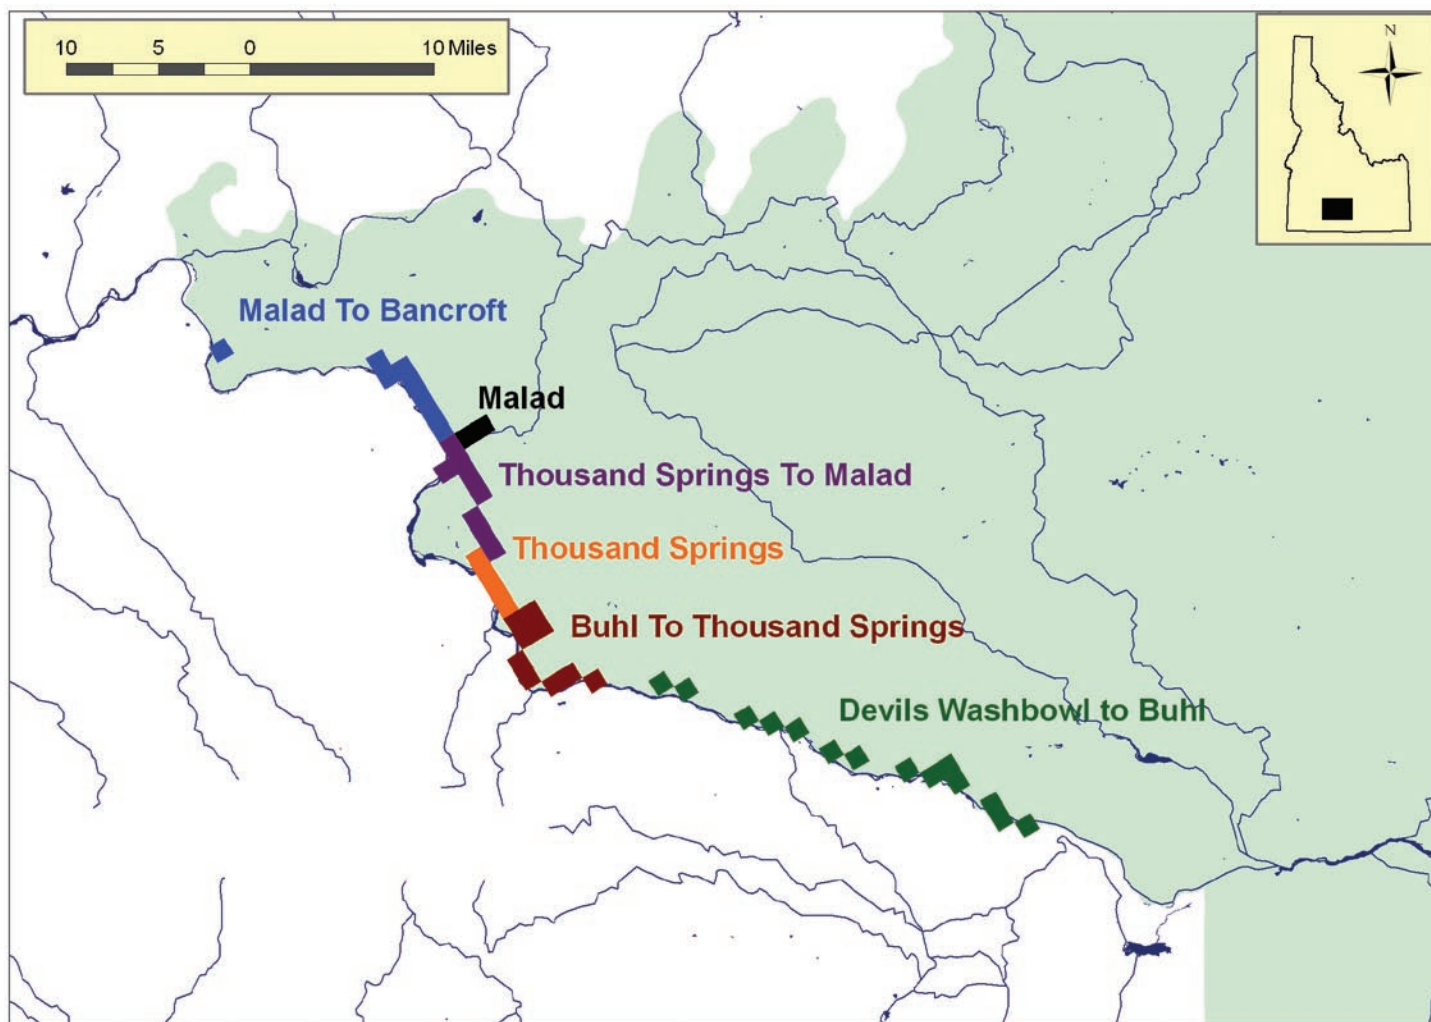 10 5 0 10 Miles
N
Malad To Bancroft
Malad
Thousand Springs To Malad
Thousand Springs
Buhl To Thousand Springs
Devils Washbowl to Buhl